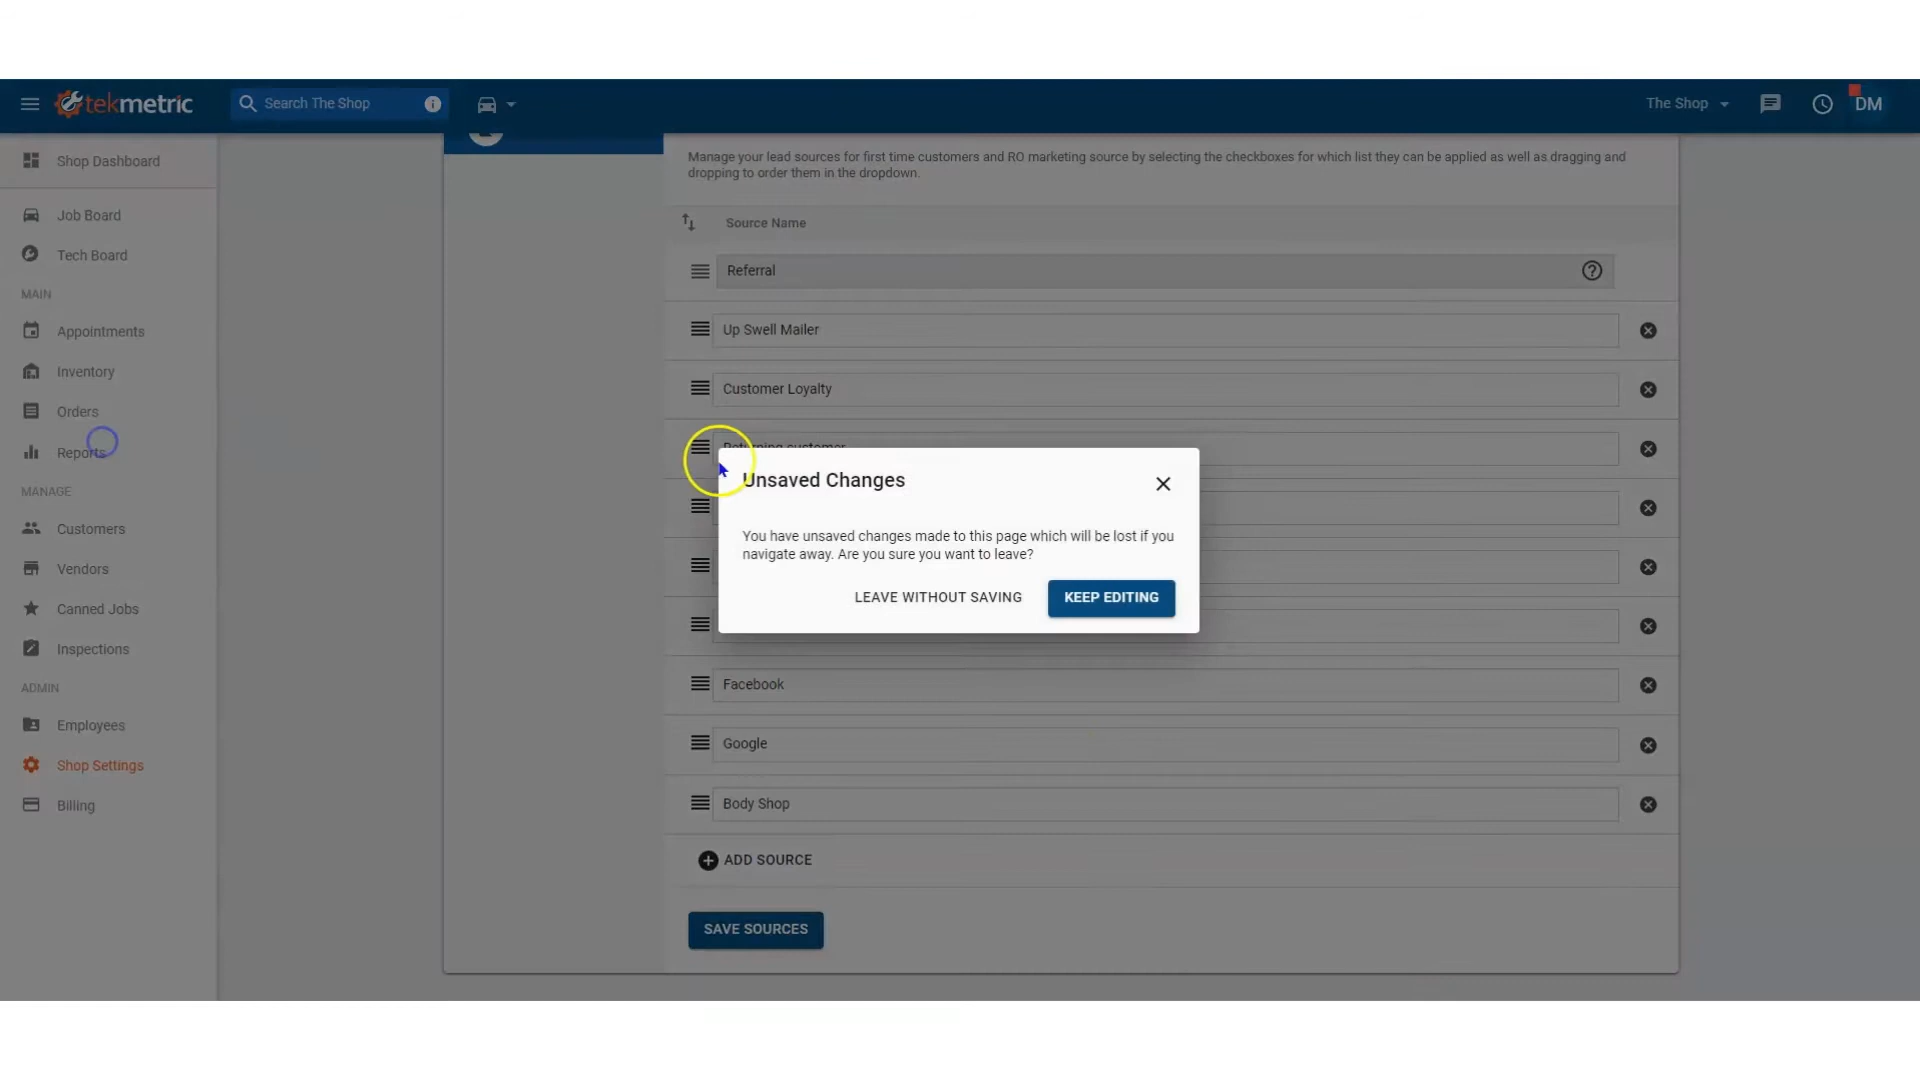 tekmetric
Search The Shop
The Shop
DM
Shop Dashboard
Job Board
Tech Board
MAIN
Appointments
Inventory
Orders
Reports
MANAGE
Customers
Vendors
Canned Jobs
Inspections
ADMIN
Employees
Shop Settings
Billing
Manage your lead sources for first time customers and RO marketing source by selecting the checkboxes for which list they can be applied as well as dragging and
dropping to order them in the dropdown.
Source Name
Referral
Up Swell Mailer
Customer Loyalty
Returning customer
Unsaved Changes
You have unsaved changes made to this page which will be lost if you
navigate away. Are you sure you want to leave?
LEAVE WITHOUT SAVING
KEEP EDITING
Facebook
Google
Body Shop
ADD SOURCE
SAVE SOURCES